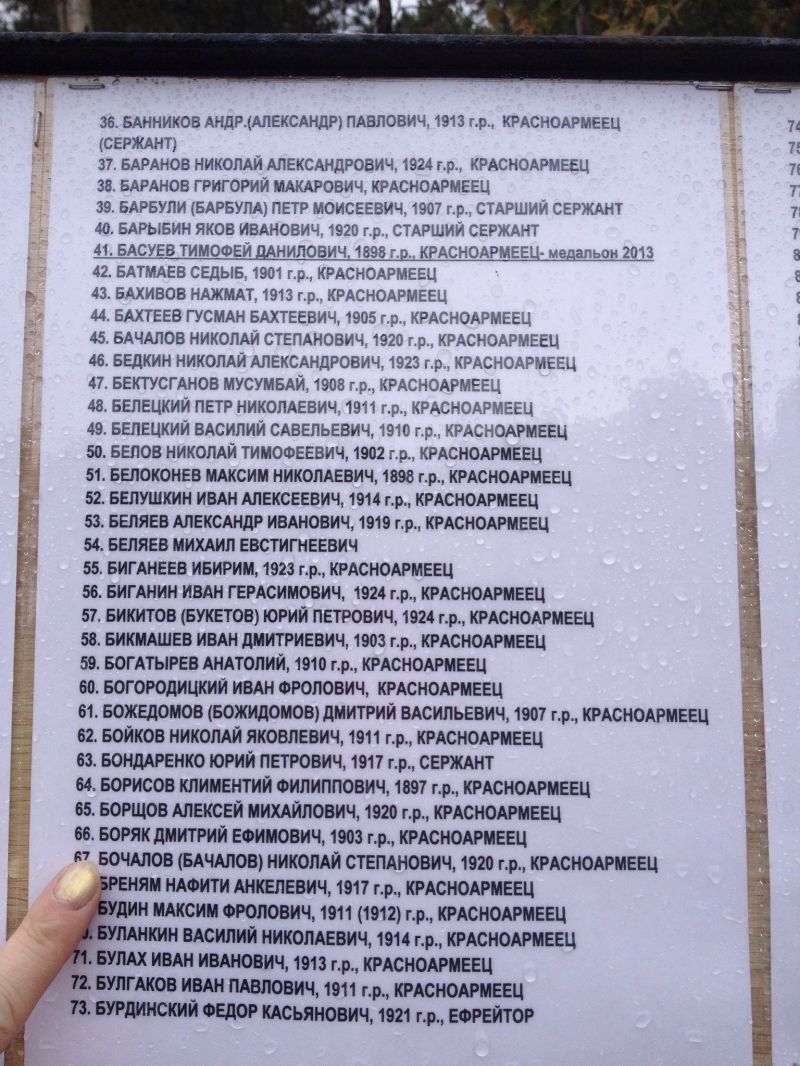 36. БАННИКОВ АНДР.(АЛЕКСАНДР) ПАВЛОВИЧ, 1913 г.р., КРАСНОАРМЕЕЦ
(СЕРЖАНТ)
37. БАРАНОВ НИКОЛАЙ АЛЕКСАНДРОВИЧ, 1924 г.р., КРАСНОАРМЕЕЦ
38. БАРАНОВ ГРИГОРИЙ МАКАРОВИЧ, КРАСНОАРМЕЕЦ
39. БАРБУЛИ (БАРБУЛА) ПЕТР МОИСЕЕВИЧ, 1907 г.р., СТАРШИЙ СЕРЖАНТ
40. БАРЫБИН ЯКОВ ИВАНОВИЧ, 1920 г.р., СТАРШИЙ СЕРЖАНТ
41. БАСУЕВ ТИМОФЕЙ ДАНИЛОВИЧ, 1898 г.р., КРАСНОАРМЕЕЦ- медальон 2013
42. БАТМАЕВ СЕДЫБ, 1901 г.р., КРАСНОАРМЕЕЦ
43. БАХИВОВ НАЖМАТ, 1913 г.р., КРАСНОАРМЕЕЦ
44. БАХТЕЕВ ГУСМАН БАХТЕЕВИЧ, 1905 г.р., КРАСНОАРМЕЕЦ
45. БАЧАЛОВ НИКОЛАЙ СТЕПАНОВИЧ, 1920 г.р., КРАСНОАРМЕЕЦ
46. БЕДКИН НИКОЛАЙ АЛЕКСАНДРОВИЧ, 1923 г.р., КРАСНОАРМЕЕЦ
47. БЕКТУСГАНОВ МУСУМБАЙ, 1908 г.р., КРАСНОАРМЕЕЦ
48. БЕЛЕЦКИЙ ПЕТР НИКОЛАЕВИЧ, 1911 г.р., КРАСНОАРМЕЕЦ
49. БЕЛЕЦКИЙ ВАСИЛИЙ САВЕЛЬЕВИЧ, 1910 г.р., КРАСНОАРМЕЕЦ
50. БЕЛОВ НИКОЛАЙ ТИМОФЕЕВИЧ, 1902 г.р., КРАСНОАРМЕЕЦ
51. БЕЛОКОНЕВ МАКСИМ НИКОЛАЕВИЧ, 1898 г.р., КРАСНОАРМЕЕЦ
52. БЕЛУШКИН ИВАН АЛЕКСЕЕВИЧ, 1914 г.р., КРАСНОАРМЕЕЦ
53. БЕЛЯЕВ АЛЕКСАНДР ИВАНОВИЧ, 1919 г.р., КРАСНОАРМЕЕЦ
54. БЕЛЯЕВ МИХАИЛ ЕВСТИГНЕЕВИЧ
55. БИГАНЕЕВ ИБИРИМ, 1923 г.р., КРАСНОАРМЕЕЦ
56. БИГАНИН ИВАН ГЕРАСИМОВИЧ, 1924 г.р., КРАСНОАРМЕЕЦ
57. БИКИТОВ (БУКЕТОВ) ЮРИЙ ПЕТРОВИЧ, 1924 г.р., КРАСНОАРМЕЕЦ
58. БИКМАШЕВ ИВАН ДМИТРИЕВИЧ, 1903 г.р., КРАСНОАРМЕЕЦ
59. БОГАТЫРЕВ АНАТОЛИЙ, 1910 г.р., КРАСНОАРМЕЕЦ
60. БОГОРОДИЦКИЙ ИВАН ФРОЛОВИЧ, КРАСНОАРМЕЕЦ
61. БОЖЕДОМОВ (БОЖИДОМОВ) ДМИТРИЙ ВАСИЛЬЕВИЧ, 1907 г.р., КРАСНОАРМЕЕЦ
62. БОЙКОВ НИКОЛАЙ ЯКОВЛЕВИЧ, 1911 г.р., КРАСНОАРМЕЕЦ
63. БОНДАРЕНКО ЮРИЙ ПЕТРОВИЧ, 1917 г.р., СЕРЖАНТ
64. БОРИСОВ КЛИМЕНТИЙ ФИЛИППОВИЧ, 1897 г.р., КРАСНОАРМЕЕЦ
65. БОРЩОВ АЛЕКСЕЙ МИХАЙЛОВИЧ, 1920 г.р., КРАСНОАРМЕЕЦ
66. БОРЯК ДМИТРИЙ ЕФИМОВИЧ, 1903 г.р., КРАСНОАРМЕЕЦ
67. БОЧАЛОВ (БАЧАЛОВ) НИКОЛАЙ СТЕПАНОВИЧ, 1920 г.р., КРАСНОАРМЕЕЦ
БРЕНЯМ НАФИТИ АНКЕЛЕВИЧ, 1917 г.р., КРАСНОАРМЕЕЦ
БУДИН МАКСИМ ФРОЛОВИЧ, 1911 (1912) г.р., КРАСНОАРМЕЕЦ
БУЛАНКИН ВАСИЛИЙ НИКОЛАЕВИЧ, 1914 г.р., КРАСНОАРМЕЕЦ
71. БУЛАХ ИВАН ИВАНОВИЧ, 1913 г.р., КРАСНОАРМЕЕЦ
72. БУЛГАКОВ ИВАН ПАВЛОВИЧ, 1911 г.р., КРАСНОАРМЕЕЦ
73. БУРДИНСКИЙ ФЕДОР КАСЬЯНОВИЧ, 1921 г.р., ЕФРЕЙТОР